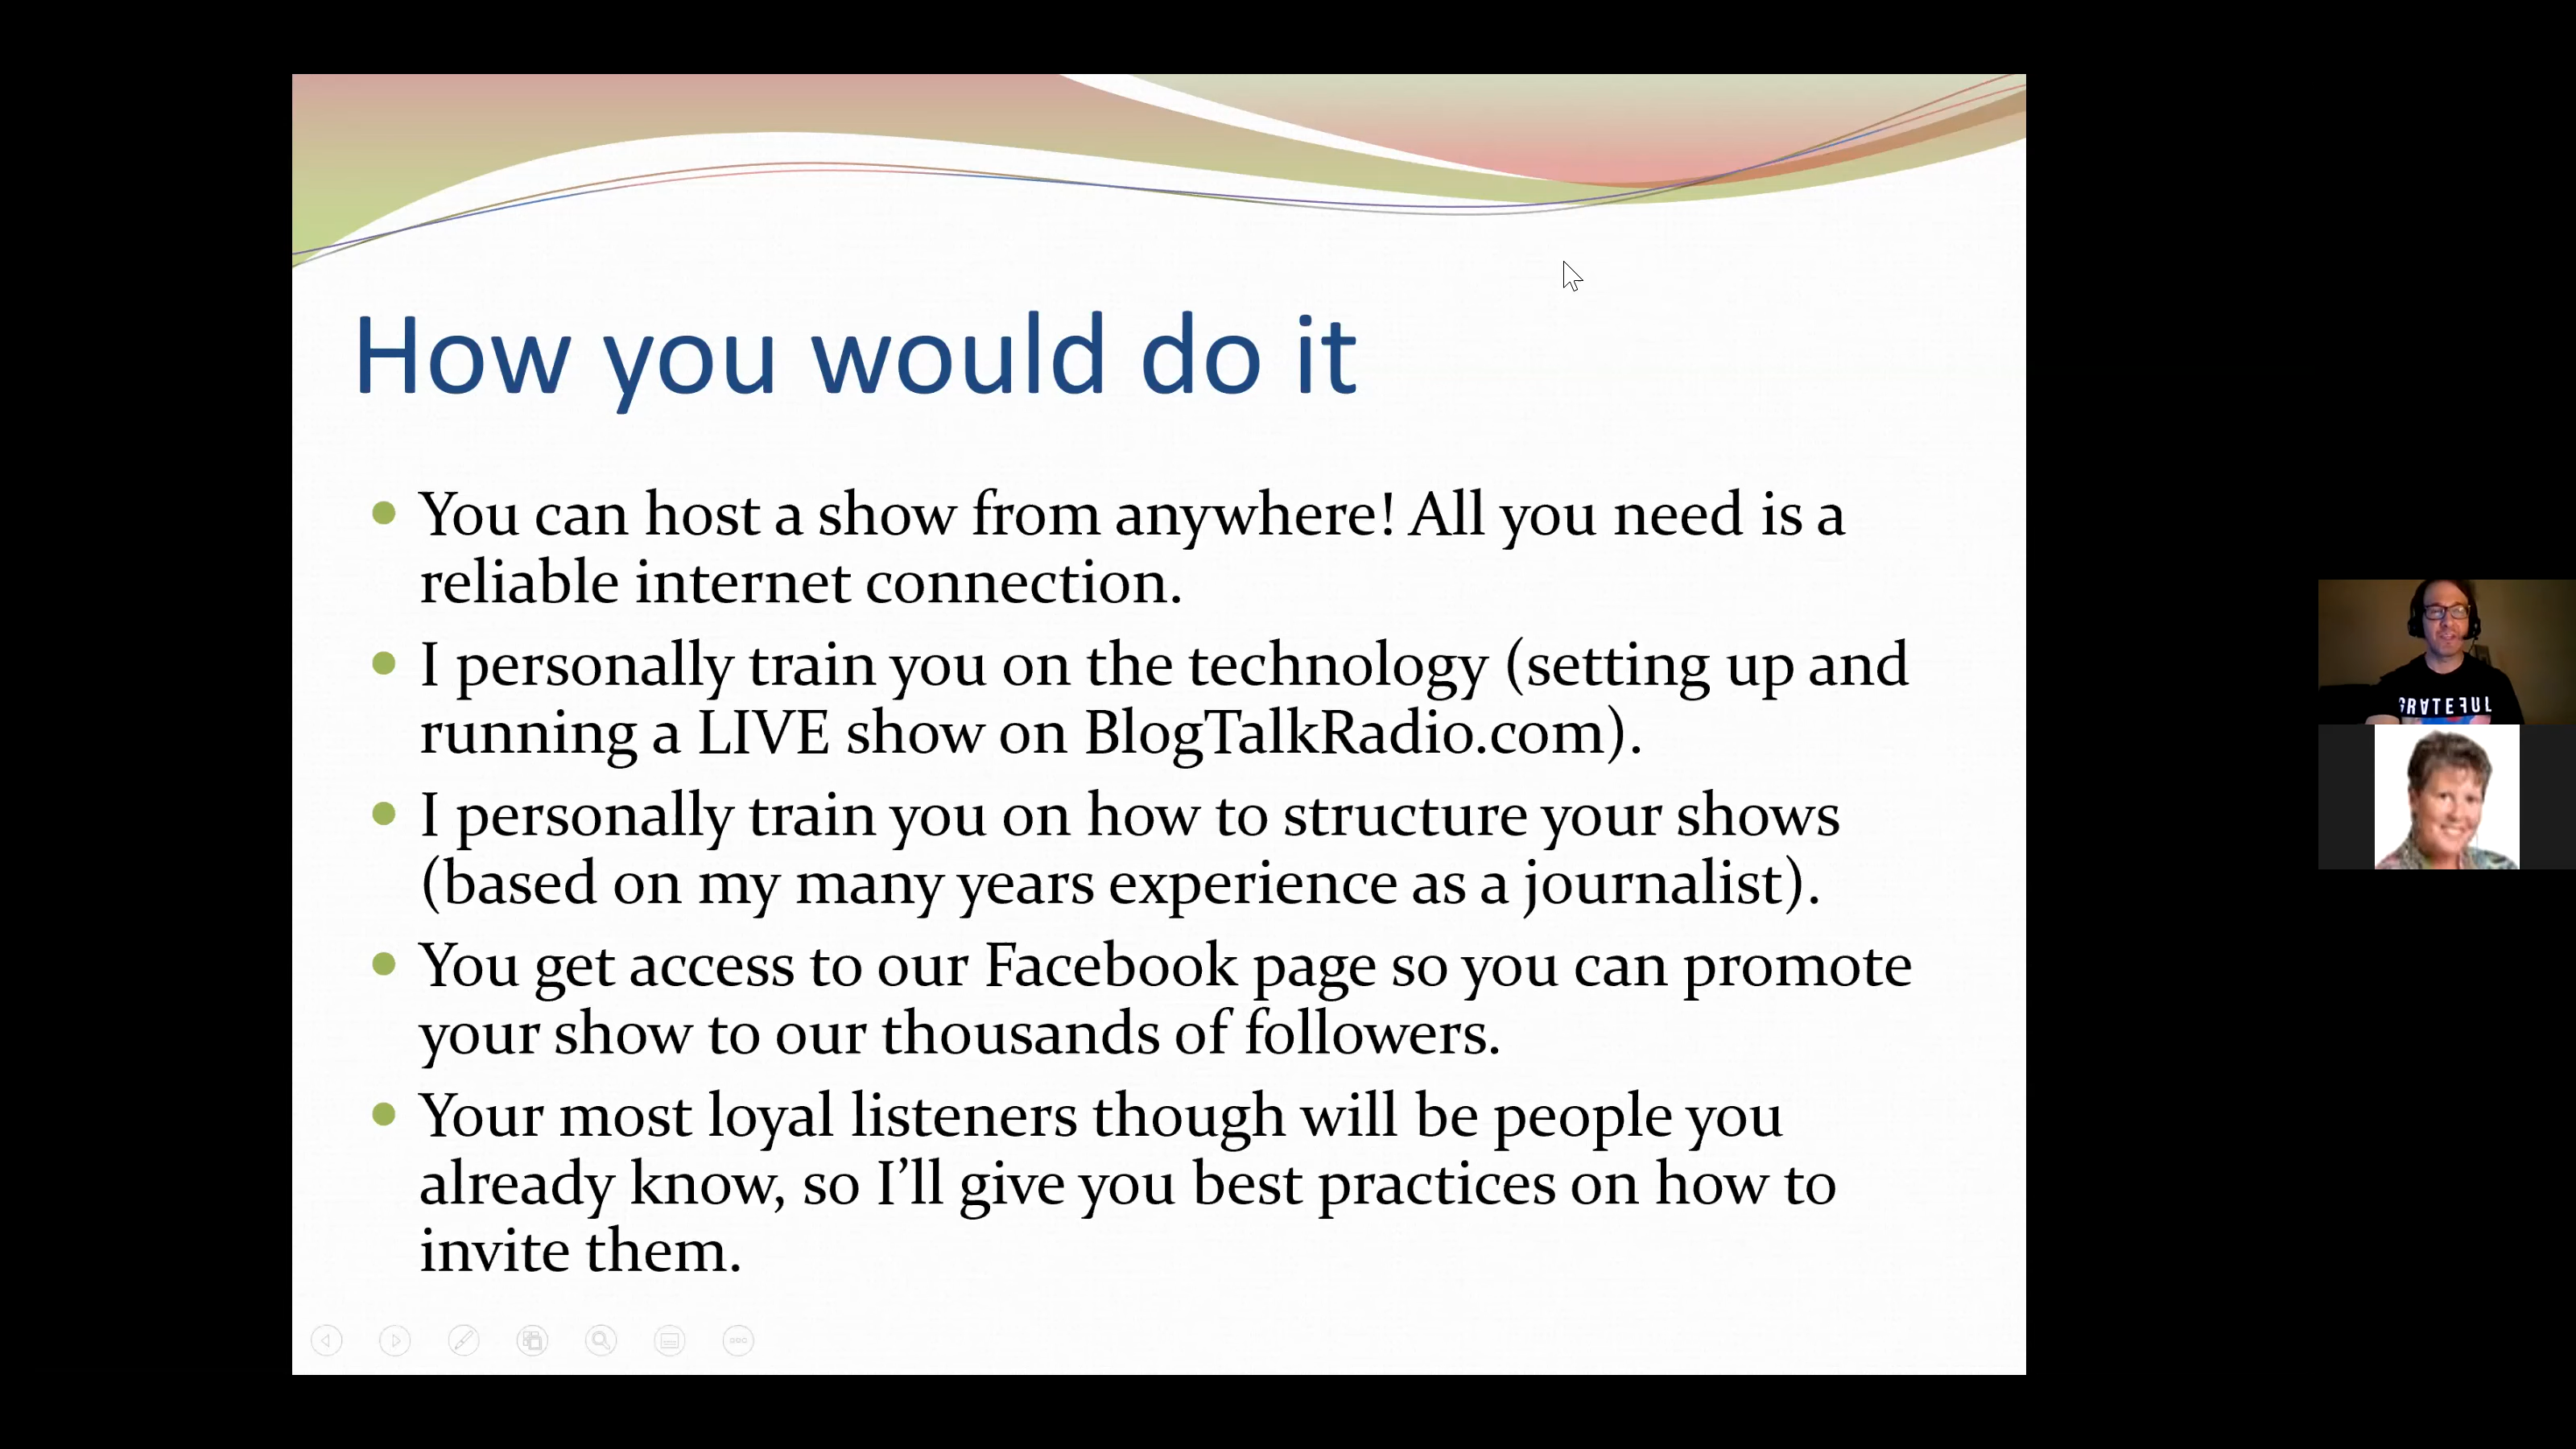 How you would do it
You can host a show from anywhere! All you need is a
reliable internet connection.
I personally train you on the technology (setting up and
running a LIVE show on BlogTalkRadio.com).
I personally train you on how to structure your shows
(based on my many years experience as a journalist).
You get access to our Facebook page so you can promote
your show to our thousands of followers.
Your most loyal listeners though will be people you
already know, so I’ll give you best practices on how to
invite them.
GRATEFUL